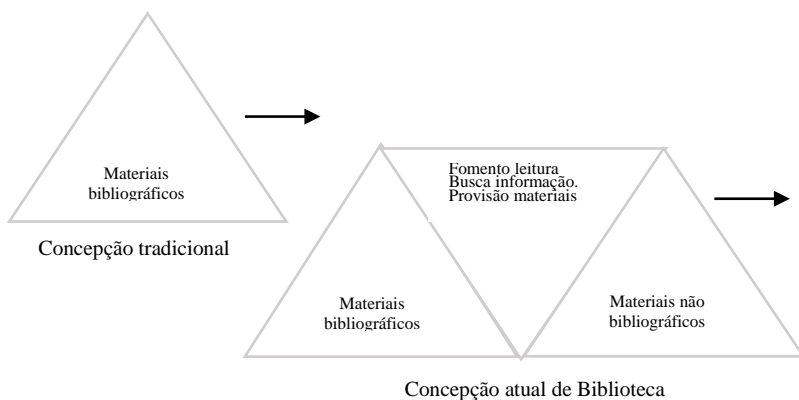 Materiais
bibliográficos
Concepção tradicional
Fomento leitura
Busca informação.
Provisão materiais
Materiais
bibliográficos
Materiais não
bibliográficos
Concepção atual de Biblioteca